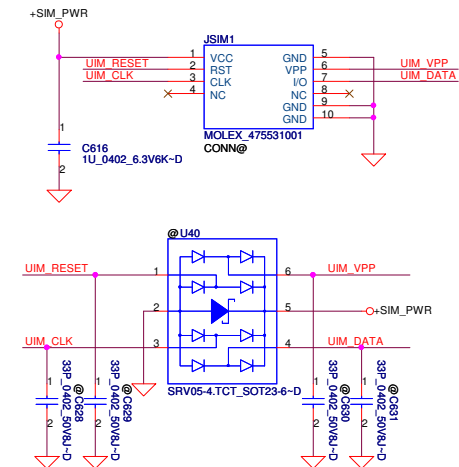 +SIM_PWR
JSIM1
UIM_RESET
UIM_CLK
1 VCC
2 RST
3 CLK
4 NC
GND 5
VPP 6
I/O 7
NC 8
GND 9
GND 10
UIM_VPP
UIM_DATA
MOLEX_475531001
CONN@
1
C616
1U_0402_6.3V6K~D
2
@U40
UIM_RESET
1
6
UIM_VPP
2
5
+SIM_PWR
UIM_CLK
3
4
UIM_DATA
SRV05-4.TCT_SOT23-6~D
1
2
@C628
33P_0402_50V8J~D
1
2
@C629
33P_0402_50V8J~D
1
2
@C630
33P_0402_50V8J~D
1
2
@C631
33P_0402_50V8J~D